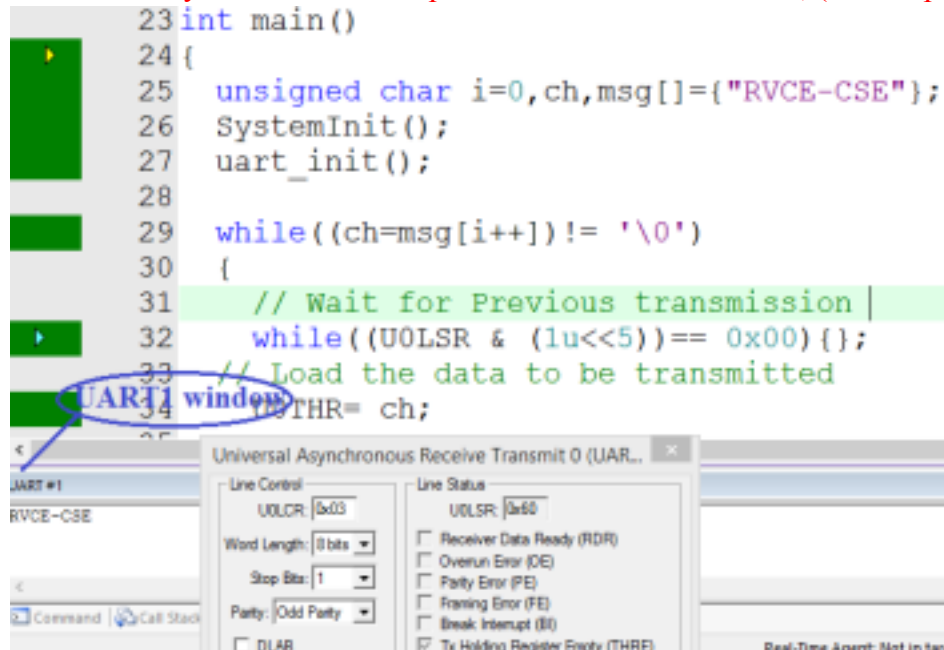 23 int main()
24 {
25 unsigned char i=0,ch,msg[]={"RVCE-CSE"};
26 SystemInit();
27 uart_init();
28
29 while((ch=msg[i++])!= '\0')
30 {
31 // Wait for Previous transmission
32 while((U0LSR & (1u<<5))== 0x00){};
33 // Load the data to be transmitted
UART1 window
34 U0THR= ch;
Universal Asynchronous Receive Transmit 0 (UAR...
UART #1
RVCE-CSE
Line Control
U0LCR: 0x03
Word Length: 8 bits
Stop Bits: 1
Parity: Odd Parity
DLAB
Line Status
U0LSR: 0x60
Receiver Data Ready (RDR)
Overrun Error (OE)
Parity Error (PE)
Framing Error (FE)
Break Interrupt (BI)
Tx Holding Register Empty (THRE)
Command Call Stack
Real-Time Agent: Not in